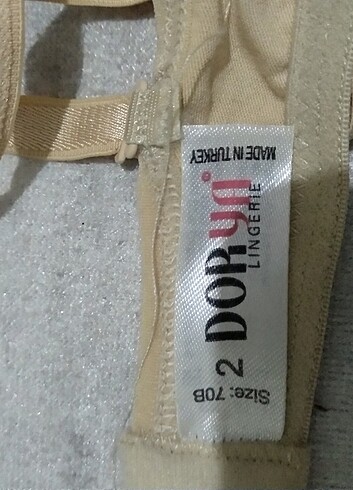 MADE IN TURKEY
DORya
LINGERIE
2
Size: 70B